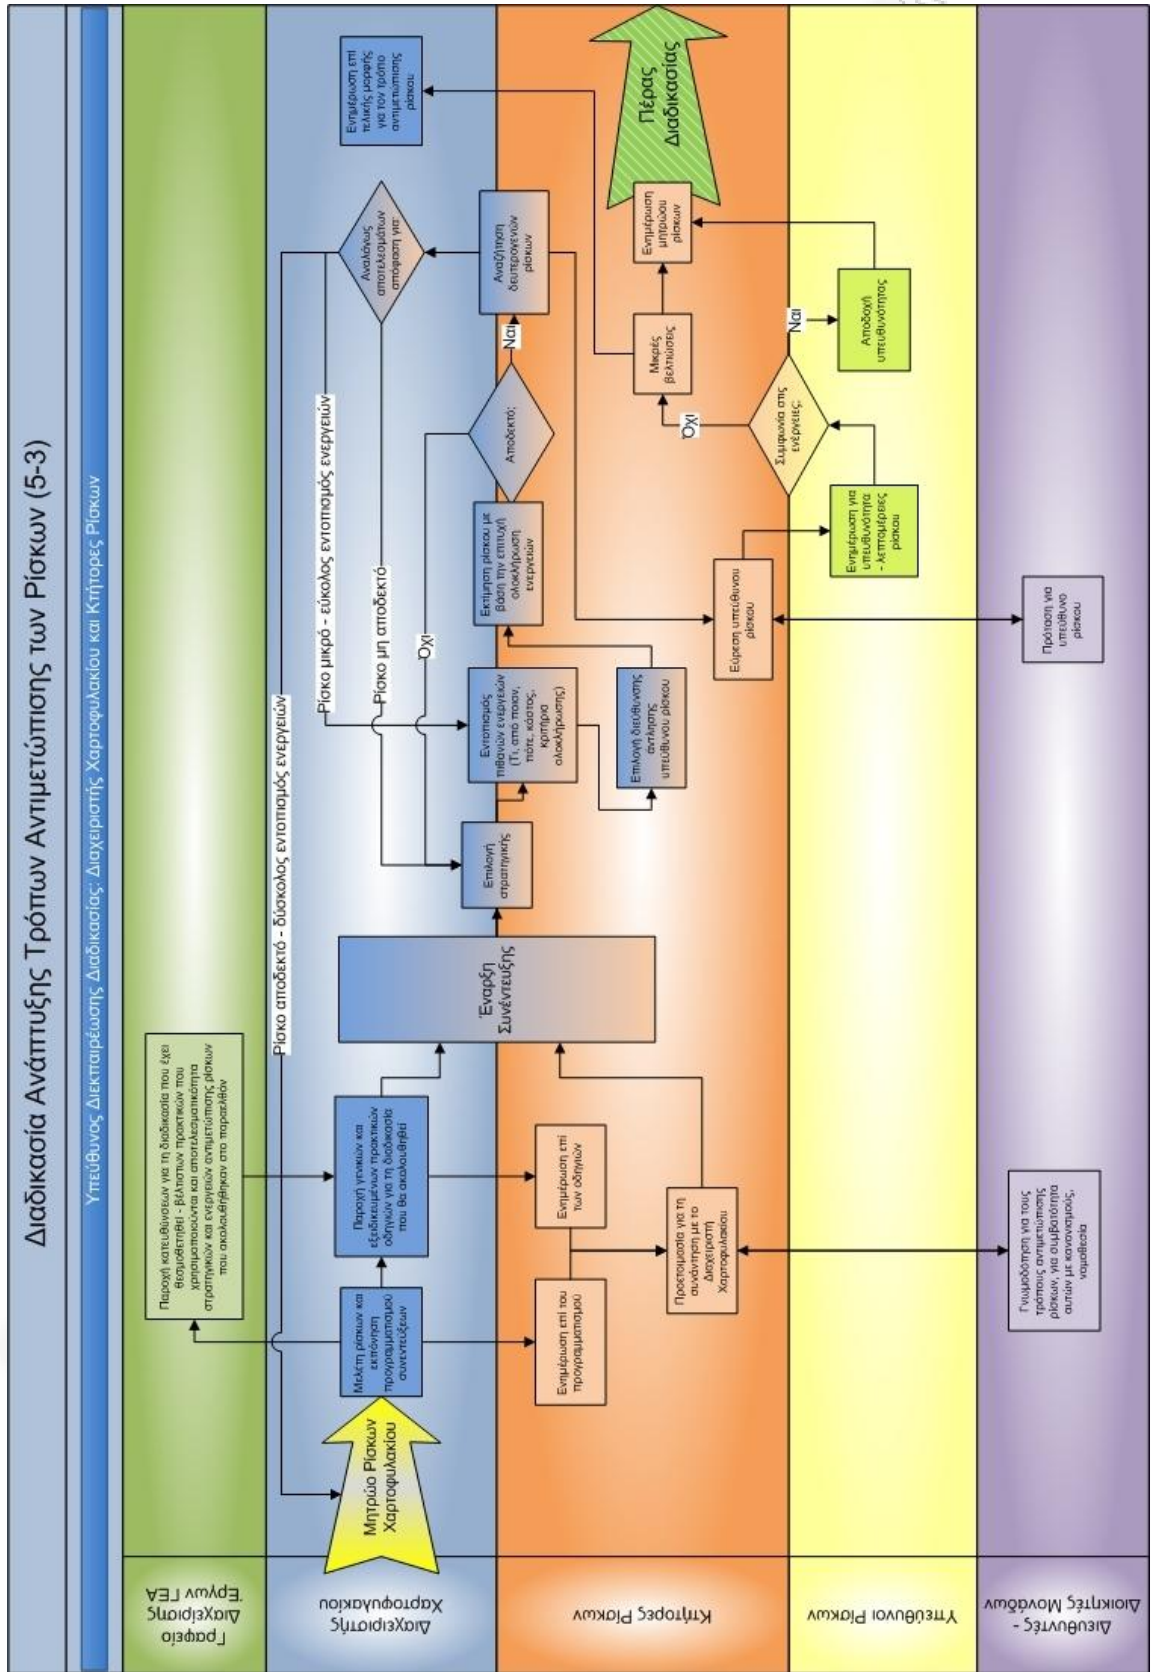 Διαδικασία Ανάπτυξης Τρόπων Αντιμετώπισης των Ρίσκων (5-3)
Υπεύθυνος Διεκπαιρέωσης Διαδικασίας: Διαχειριστής Χαρτοφυλακίου και Κτήτορες Ρίσκων
Γραφείο
Διαχείρισης
Έργων ΓΕΑ
Παροχή κατευθύνσεων για τη διαδικασία που έχει
θεσμοθετηθεί - βέλτιστων πρακτικών που
χρησιμοποιούνται και αποτελεσματικότητα
στρατηγικών και ενεργειών αντιμετώπισης ρίσκων
που ακολουθήθηκαν στο παρελθόν
Διαχειριστής
Χαρτοφυλακίου
Μητρώο Ρίσκων
Χαρτοφυλακίου
Μελέτη ρίσκων και
εκπόνηση
προγραμματισμού
συνεντεύξεων
Παροχή γενικών και
εξειδικευμένων πρακτικών
οδηγιών για τη διαδικασία
που θα ακολουθηθεί
Έναρξη
Συνέντευξης
Ρίσκο αποδεκτό - δύσκολος εντοπισμός ενεργειών
Ρίσκο μικρό - εύκολος εντοπισμός ενεργειών
Ρίσκο μη αποδεκτό
Όχι
Επιλογή
στρατηγικής
Εντοπισμός
πιθανών ενεργειών
(Τι, από ποιον,
πότε, κόστος,
κριτήρια
ολοκλήρωσης)
Εκτίμηση ρίσκου με
βάση την επιτυχή
ολοκλήρωση
ενεργειών
Αποδεκτό;
Ναι
Αναζήτηση
δευτερογενών
ρίσκων
Αναλόγως
αποτελεσμάτων
απόφαση για:
Ενημέρωση επί
τελικής μορφής
για τον τρόπο
αντιμετώπισης
ρίσκου
Κτήτορες Ρίσκων
Ενημέρωση επί του
προγραμματισμού
Ενημέρωση επί
των οδηγιών
Προετοιμασία για τη
συνάντηση με το
Διαχειριστή
Χαρτοφυλακίου
Επιλογή διεύθυνσης
άντλησης
υπεύθυνου ρίσκου
Εύρεση υπεύθυνου
ρίσκου
Όχι
Μικρές
βελτιώσεις
Ενημέρωση
μητρώου
ρίσκων
Πέρας
Διαδικασίας
Υπεύθυνοι Ρίσκων
Ενημέρωση για
υπευθυνότητα
- λεπτομέρειες
ρίσκου
Συμφωνία στις
ενέργειες;
Ναι
Αποδοχή
υπευθυνότητας
Διευθυντές -
Διοικητές Μονάδων
Γνωμοδότηση για τους
τρόπους αντιμετώπισης
ρίσκων, για συμβατότητα
αυτών με κανονισμούς,
νομοθεσία
Πρόταση για
υπεύθυνο
ρίσκου